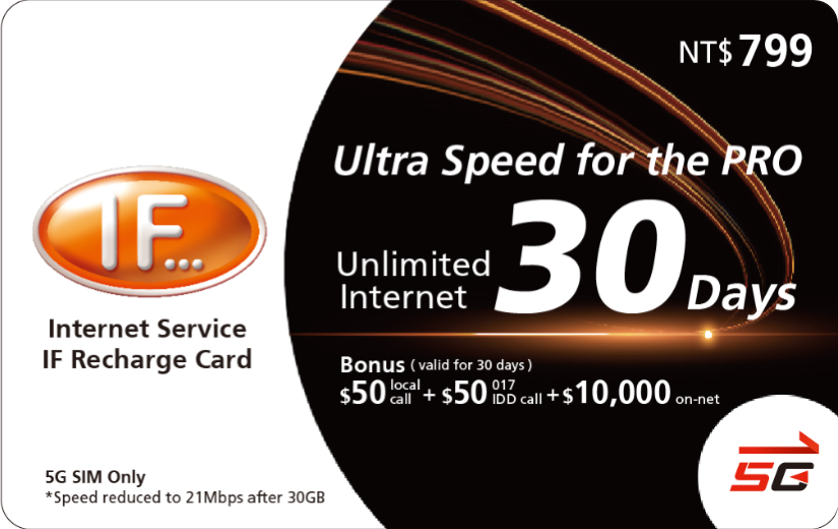 NT$ 799
Ultra Speed for the PRO
Unlimited
Internet
30 Days
IF...
Internet Service
IF Recharge Card
Bonus ( valid for 30 days )
$50 local call + $50 017 IDD call + $10,000 on-net
5G SIM Only
*Speed reduced to 21Mbps after 30GB
5G